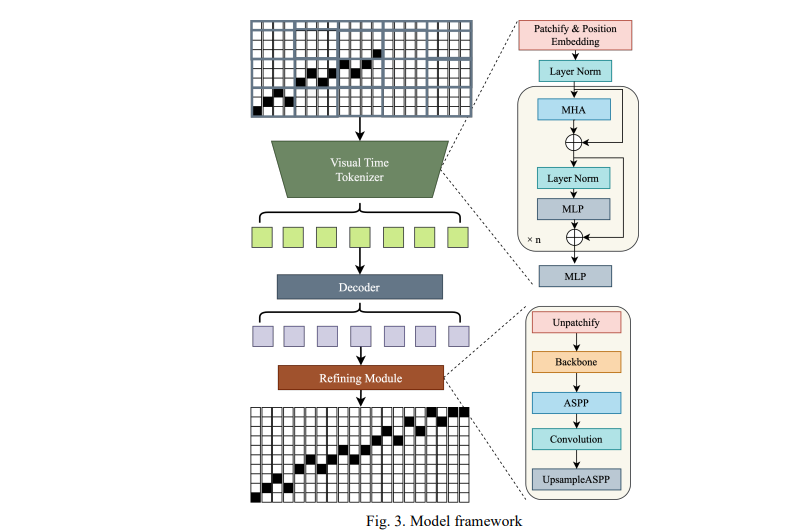 Patchify & Position
Embedding
Layer Norm
MHA
Visual Time
Tokenizer
Layer Norm
MLP
× n
MLP
Decoder
Unpatchify
Backbone
Refining Module
ASPP
Convolution
UpsampleASPP
Fig. 3. Model framework